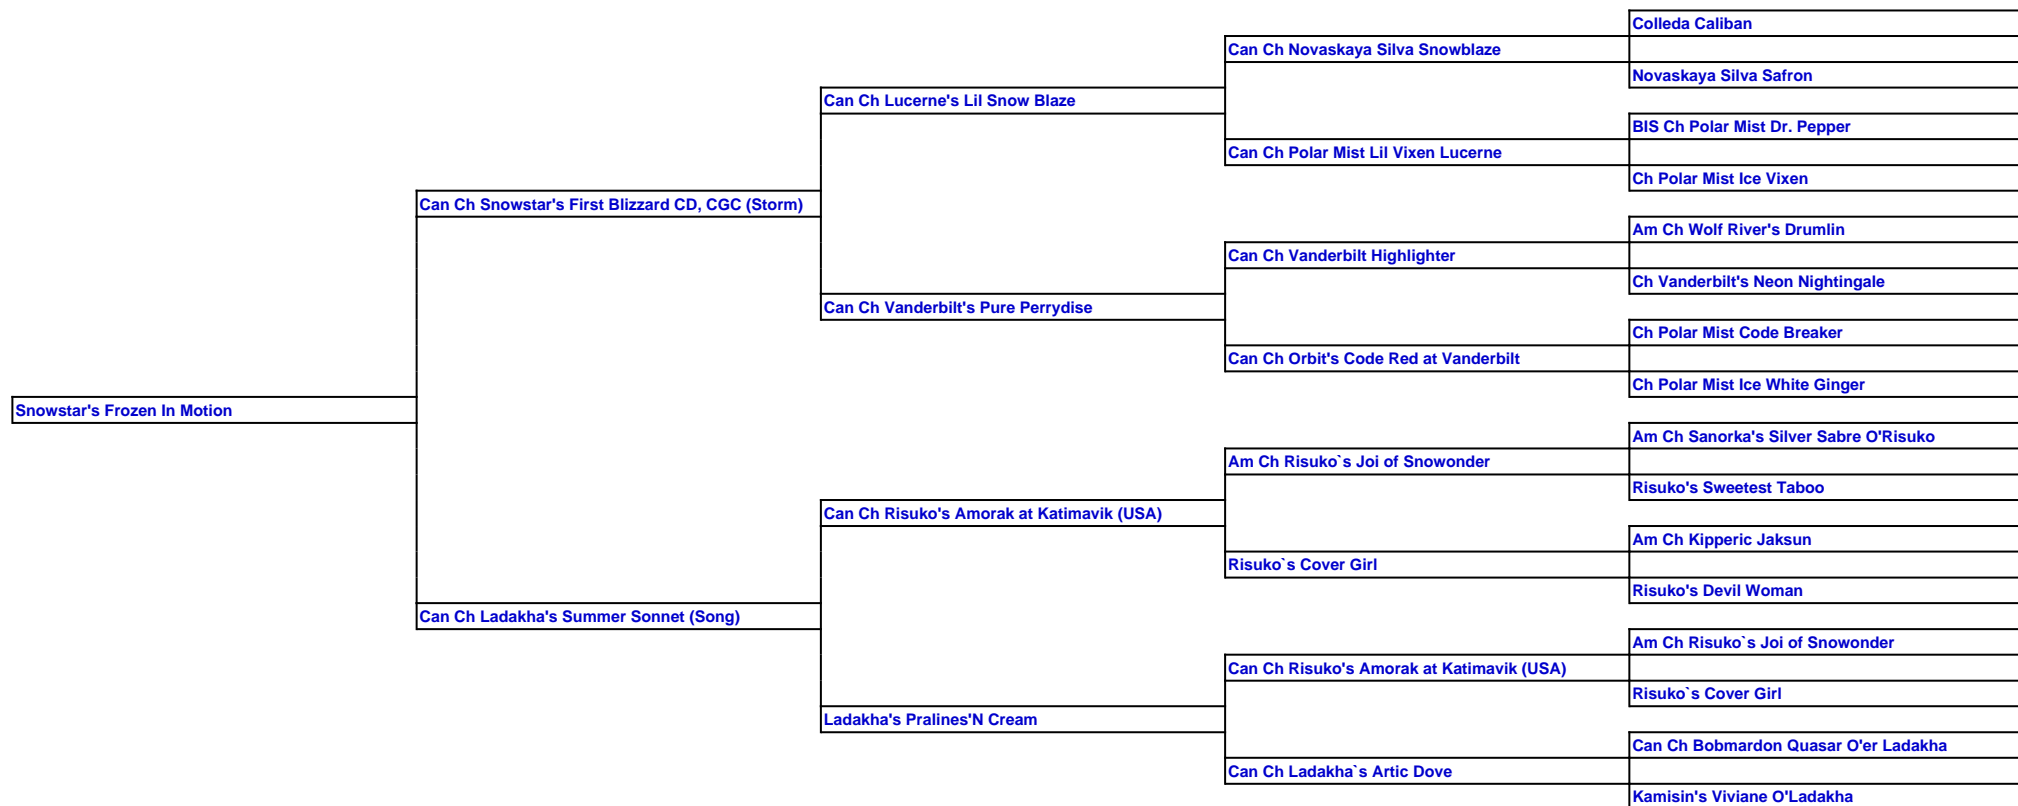 Colleda Caliban
Can Ch Novaskaya Silva Snowblaze
Novaskaya Silva Safron
Can Ch Lucerne's Lil Snow Blaze
BIS Ch Polar Mist Dr. Pepper
Can Ch Polar Mist Lil Vixen Lucerne
Ch Polar Mist Ice Vixen
Can Ch Snowstar's First Blizzard CD, CGC (Storm)
Am Ch Wolf River's Drumlin
Can Ch Vanderbilt Highlighter
Ch Vanderbilt's Neon Nightingale
Can Ch Vanderbilt's Pure Perrydise
Ch Polar Mist Code Breaker
Can Ch Orbit's Code Red at Vanderbilt
Ch Polar Mist Ice White Ginger
Snowstar's Frozen In Motion
Am Ch Sanorka's Silver Sabre O'Risuko
Am Ch Risuko`s Joi of Snowonder
Risuko's Sweetest Taboo
Can Ch Risuko's Amorak at Katimavik (USA)
Am Ch Kipperic Jaksun
Risuko`s Cover Girl
Risuko's Devil Woman
Can Ch Ladakha's Summer Sonnet (Song)
Am Ch Risuko`s Joi of Snowonder
Can Ch Risuko's Amorak at Katimavik (USA)
Risuko`s Cover Girl
Ladakha's Pralines'N Cream
Can Ch Bobmardon Quasar O'er Ladakha
Can Ch Ladakha`s Artic Dove
Kamisin's Viviane O'Ladakha